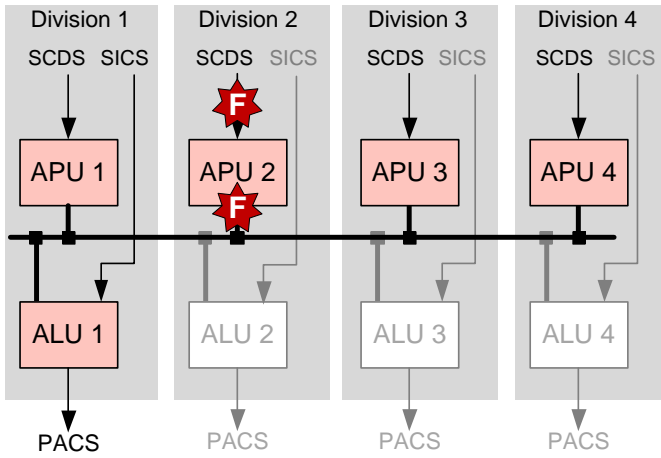 Division 1 Division 2 Division 3 Division 4
SCDS SICS SCDS SICS SCDS SICS SCDS SICS
F
APU 1 APU 2 APU 3 APU 4
F
ALU 1 ALU 2 ALU 3 ALU 4
PACS PACS PACS PACS